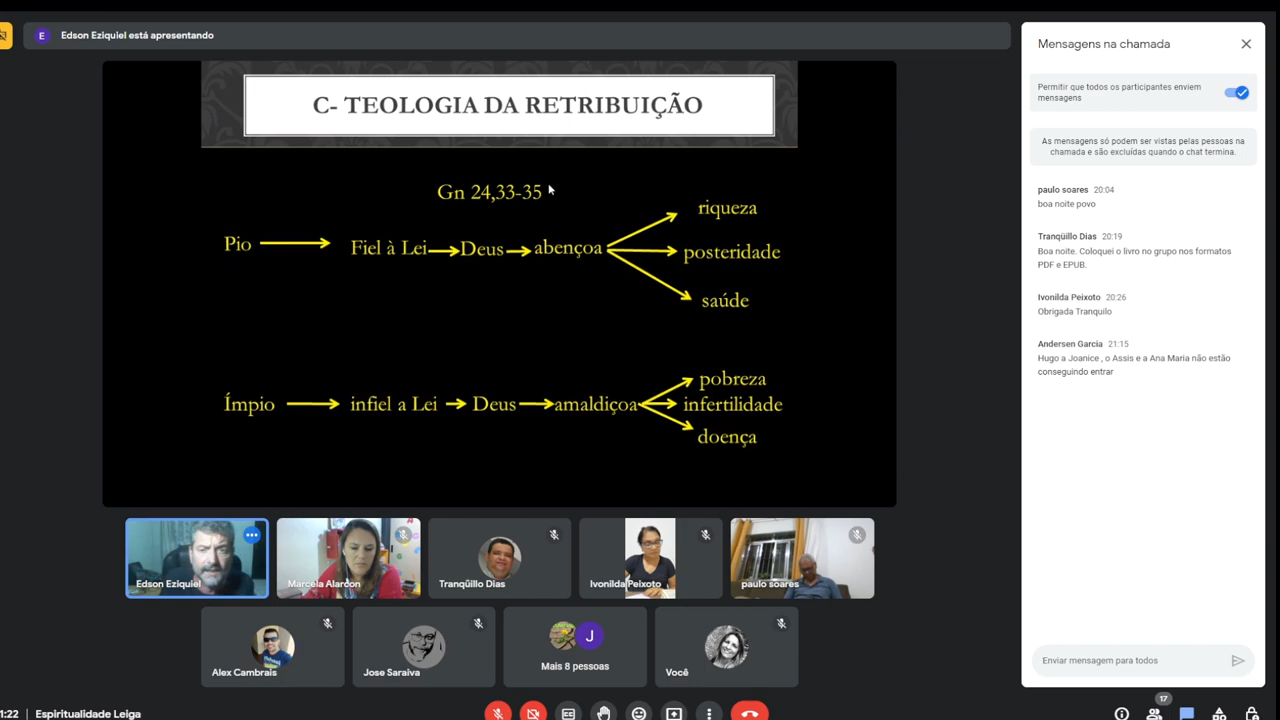 E
Edson Eziquiel está apresentando
C- TEOLOGIA DA RETRIBUIÇÃO
Gn 24,33-35
riqueza
Pio Fiel à Lei Deus abençoa posteridade
saúde
pobreza
Ímpio infiel a Lei Deus amaldiçoa infertilidade
doença
Edson Eziquiel
Marcela Alarcon
Tranqüillo Dias
Ivonilda Peixoto
paulo soares
Alex Cambrais
Jose Saraiva
J
Mais 8 pessoas
Você
1:22 | Espiritualidade Leiga
Mensagens na chamada
Permitir que todos os participantes enviem
mensagens
As mensagens só podem ser vistas pelas pessoas na
chamada e são excluídas quando o chat termina.
paulo soares 20:04
boa noite povo
Tranqüillo Dias 20:19
Boa noite. Coloquei o livro no grupo nos formatos
PDF e EPUB.
Ivonilda Peixoto 20:26
Obrigada Tranquilo
Andersen Garcia 21:15
Hugo a Joanice , o Assis e a Ana Maria não estão
conseguindo entrar
Enviar mensagem para todos
17